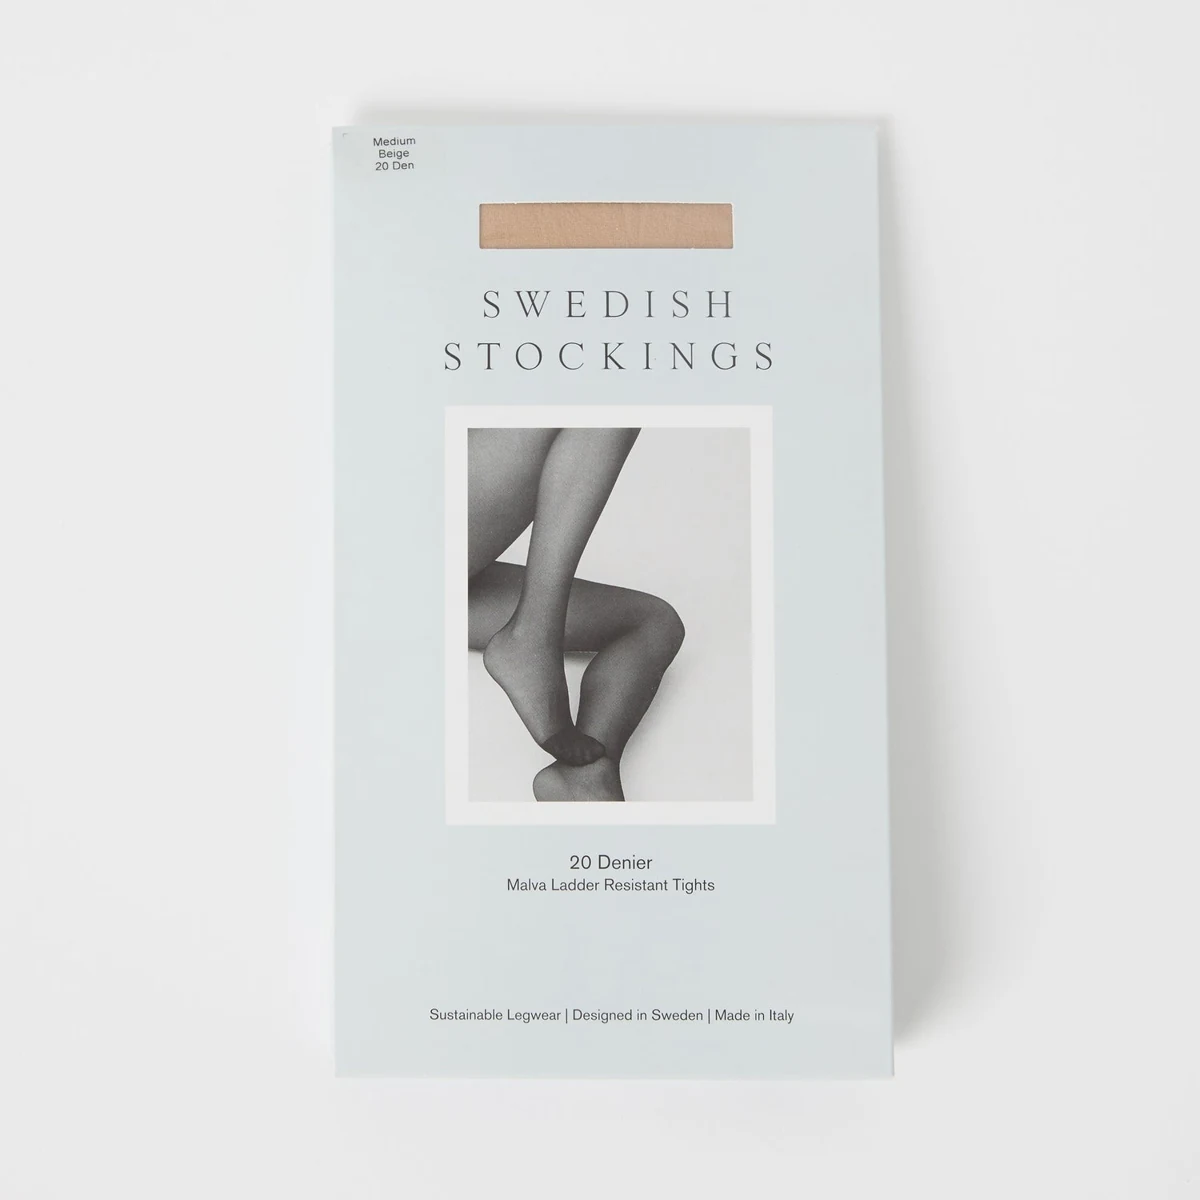 Medium
Beige
20 Den
SWEDISH
STOCKINGS
20 Denier
Malva Ladder Resistant Tights
Sustainable Legwear | Designed in Sweden | Made in Italy